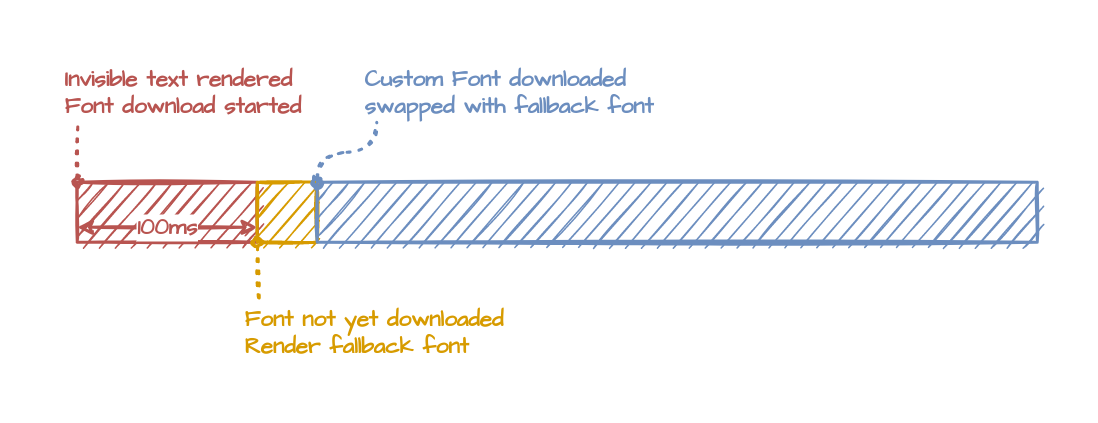 Invisible text rendered
Font download started
Custom Font downloaded
swapped with fallback font
100ms
Font not yet downloaded
Render fallback font